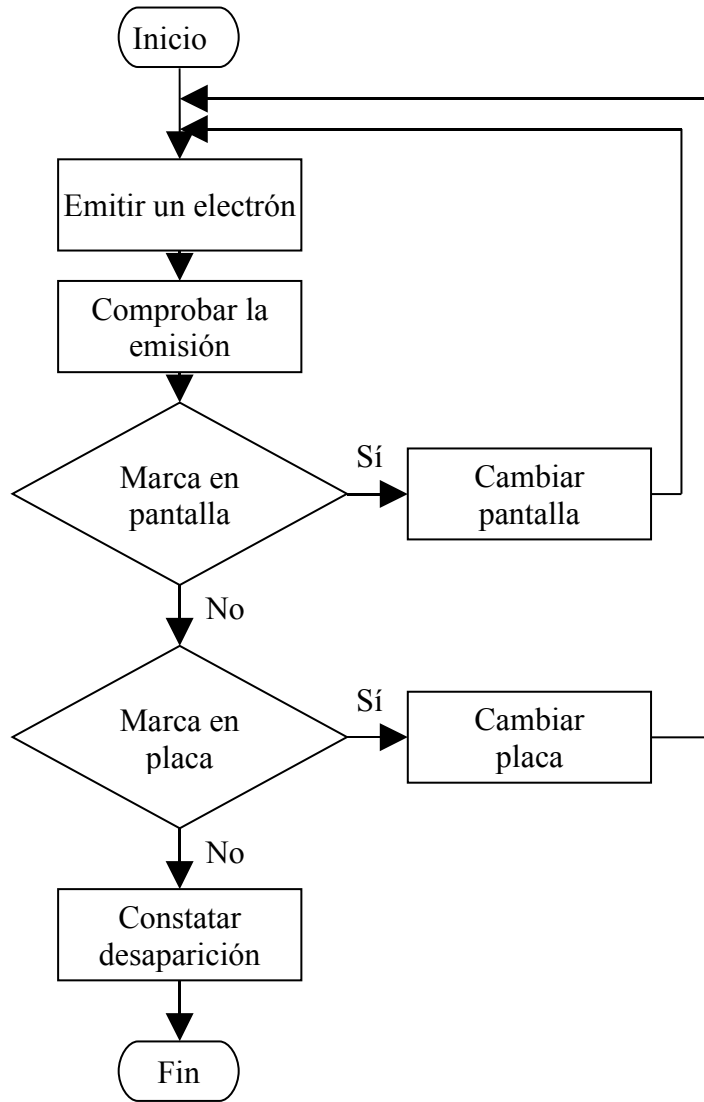 Inicio
Emitir un electrón
Comprobar la
emisión
Marca en
pantalla
Sí
Cambiar
pantalla
No
Marca en
placa
Sí
Cambiar
placa
No
Constatar
desaparición
Fin